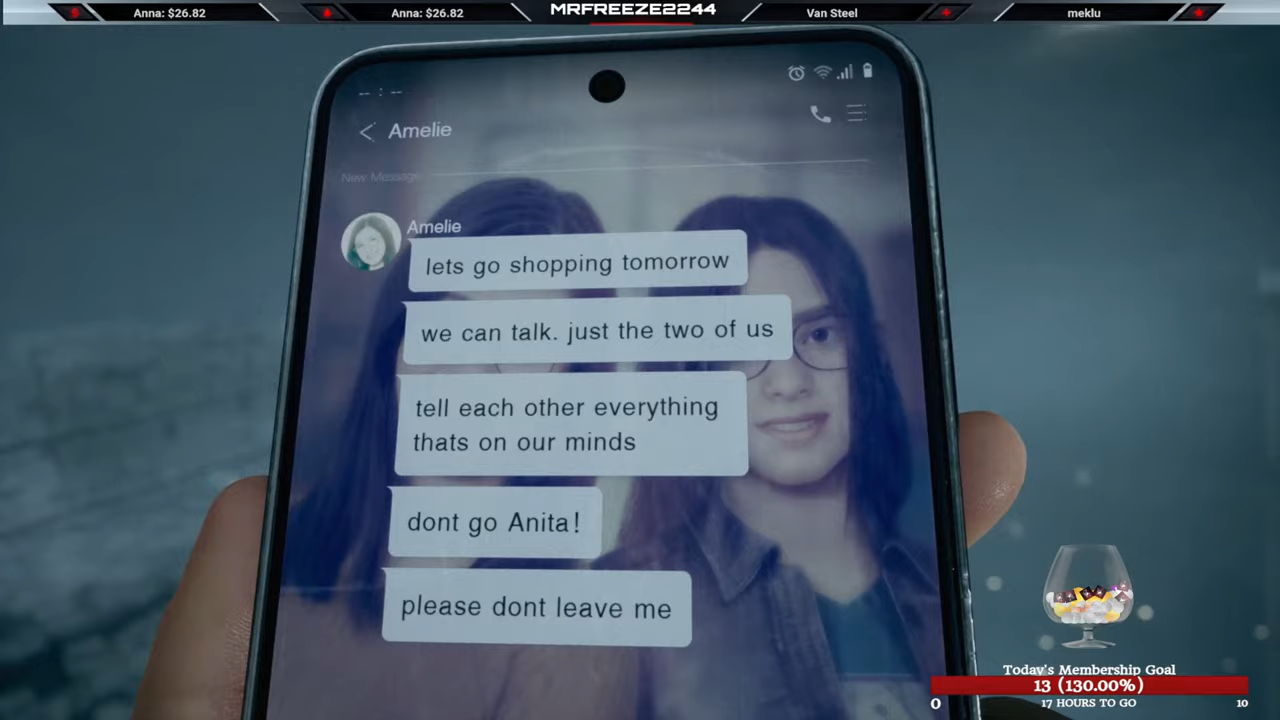 Anna: $26.82
Anna: $26.82
MRFREEZE2244
Van Steel
meklu
-- : --
Amelie
New Message
Amelie
lets go shopping tomorrow
we can talk. just the two of us
tell each other everything
thats on our minds
dont go Anita!
please dont leave me
Today's Membership Goal
13 (130.00%)
0
17 HOURS TO GO
10